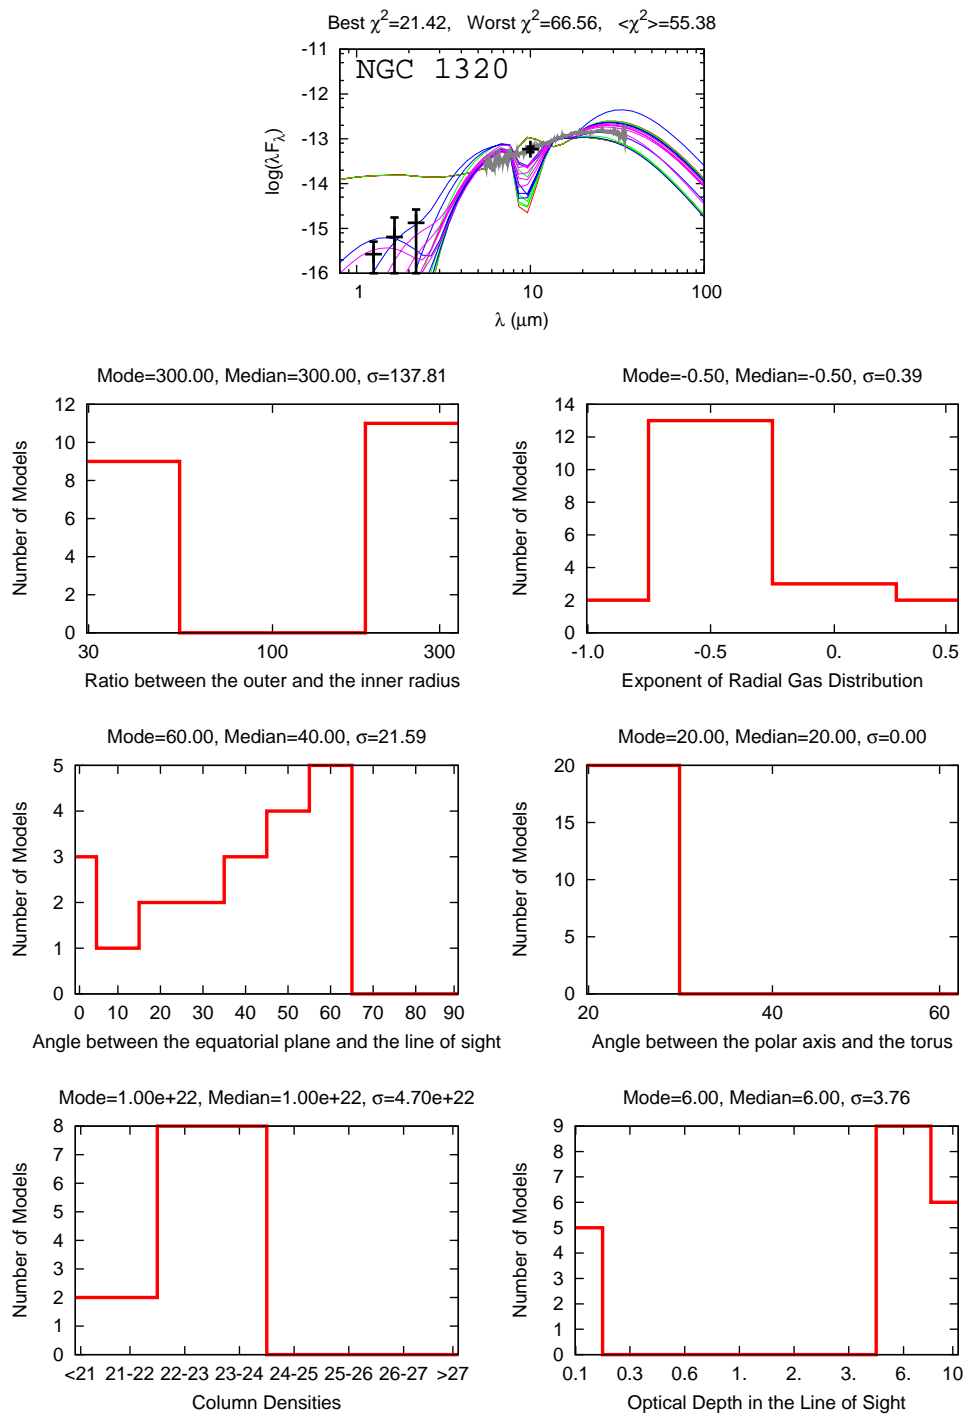 Best χ²=21.42, Worst χ²=66.56, <χ²>=55.38
NGC 1320
log(λFλ)
-11
-12
-13
-14
-15
-16
1 10 100
λ (μm)
Mode=300.00, Median=300.00, σ=137.81
Number of Models
12
10
8
6
4
2
0
30 100 300
Ratio between the outer and the inner radius
Mode=-0.50, Median=-0.50, σ=0.39
Number of Models
14
12
10
8
6
4
2
0
-1.0 -0.5 0. 0.5
Exponent of Radial Gas Distribution
Mode=60.00, Median=40.00, σ=21.59
Number of Models
5
4
3
2
1
0
0 10 20 30 40 50 60 70 80 90
Angle between the equatorial plane and the line of sight
Mode=20.00, Median=20.00, σ=0.00
Number of Models
20
15
10
5
0
20 40 60
Angle between the polar axis and the torus
Mode=1.00e+22, Median=1.00e+22, σ=4.70e+22
Number of Models
8
7
6
5
4
3
2
1
0
<21 21-22 22-23 23-24 24-25 25-26 26-27 >27
Column Densities
Mode=6.00, Median=6.00, σ=3.76
Number of Models
9
8
7
6
5
4
3
2
1
0
0.1 0.3 0.6 1. 2. 3. 6. 10
Optical Depth in the Line of Sight